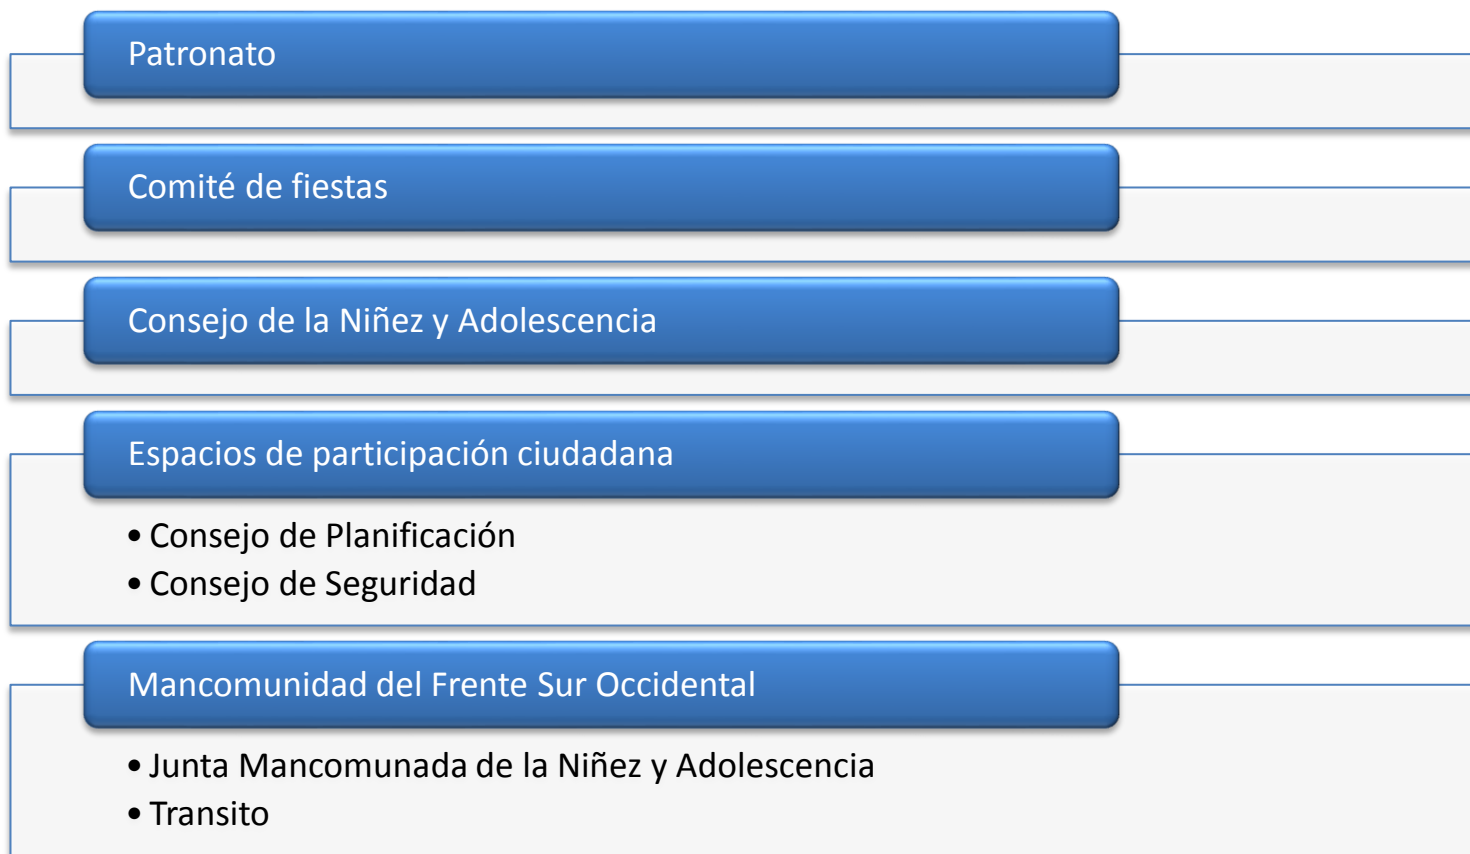 Patronato
Comité de fiestas
Consejo de la Niñez y Adolescencia
Espacios de participación ciudadana
• Consejo de Planificación
• Consejo de Seguridad
Mancomunidad del Frente Sur Occidental
• Junta Mancomunada de la Niñez y Adolescencia
• Transito